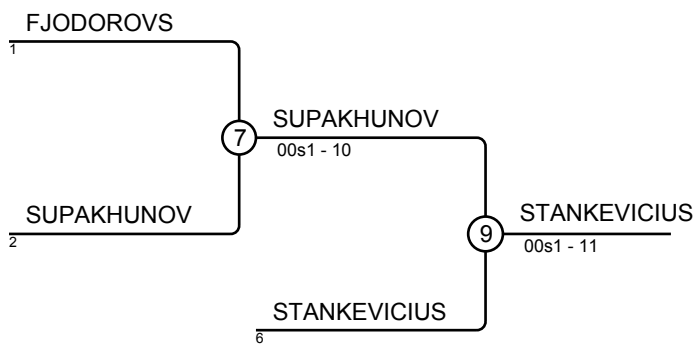 FJODOROVS
1
7
SUPAKHUNOV
00s1 - 10
SUPAKHUNOV
2
9
STANKEVICIUS
00s1 - 11
STANKEVICIUS
6